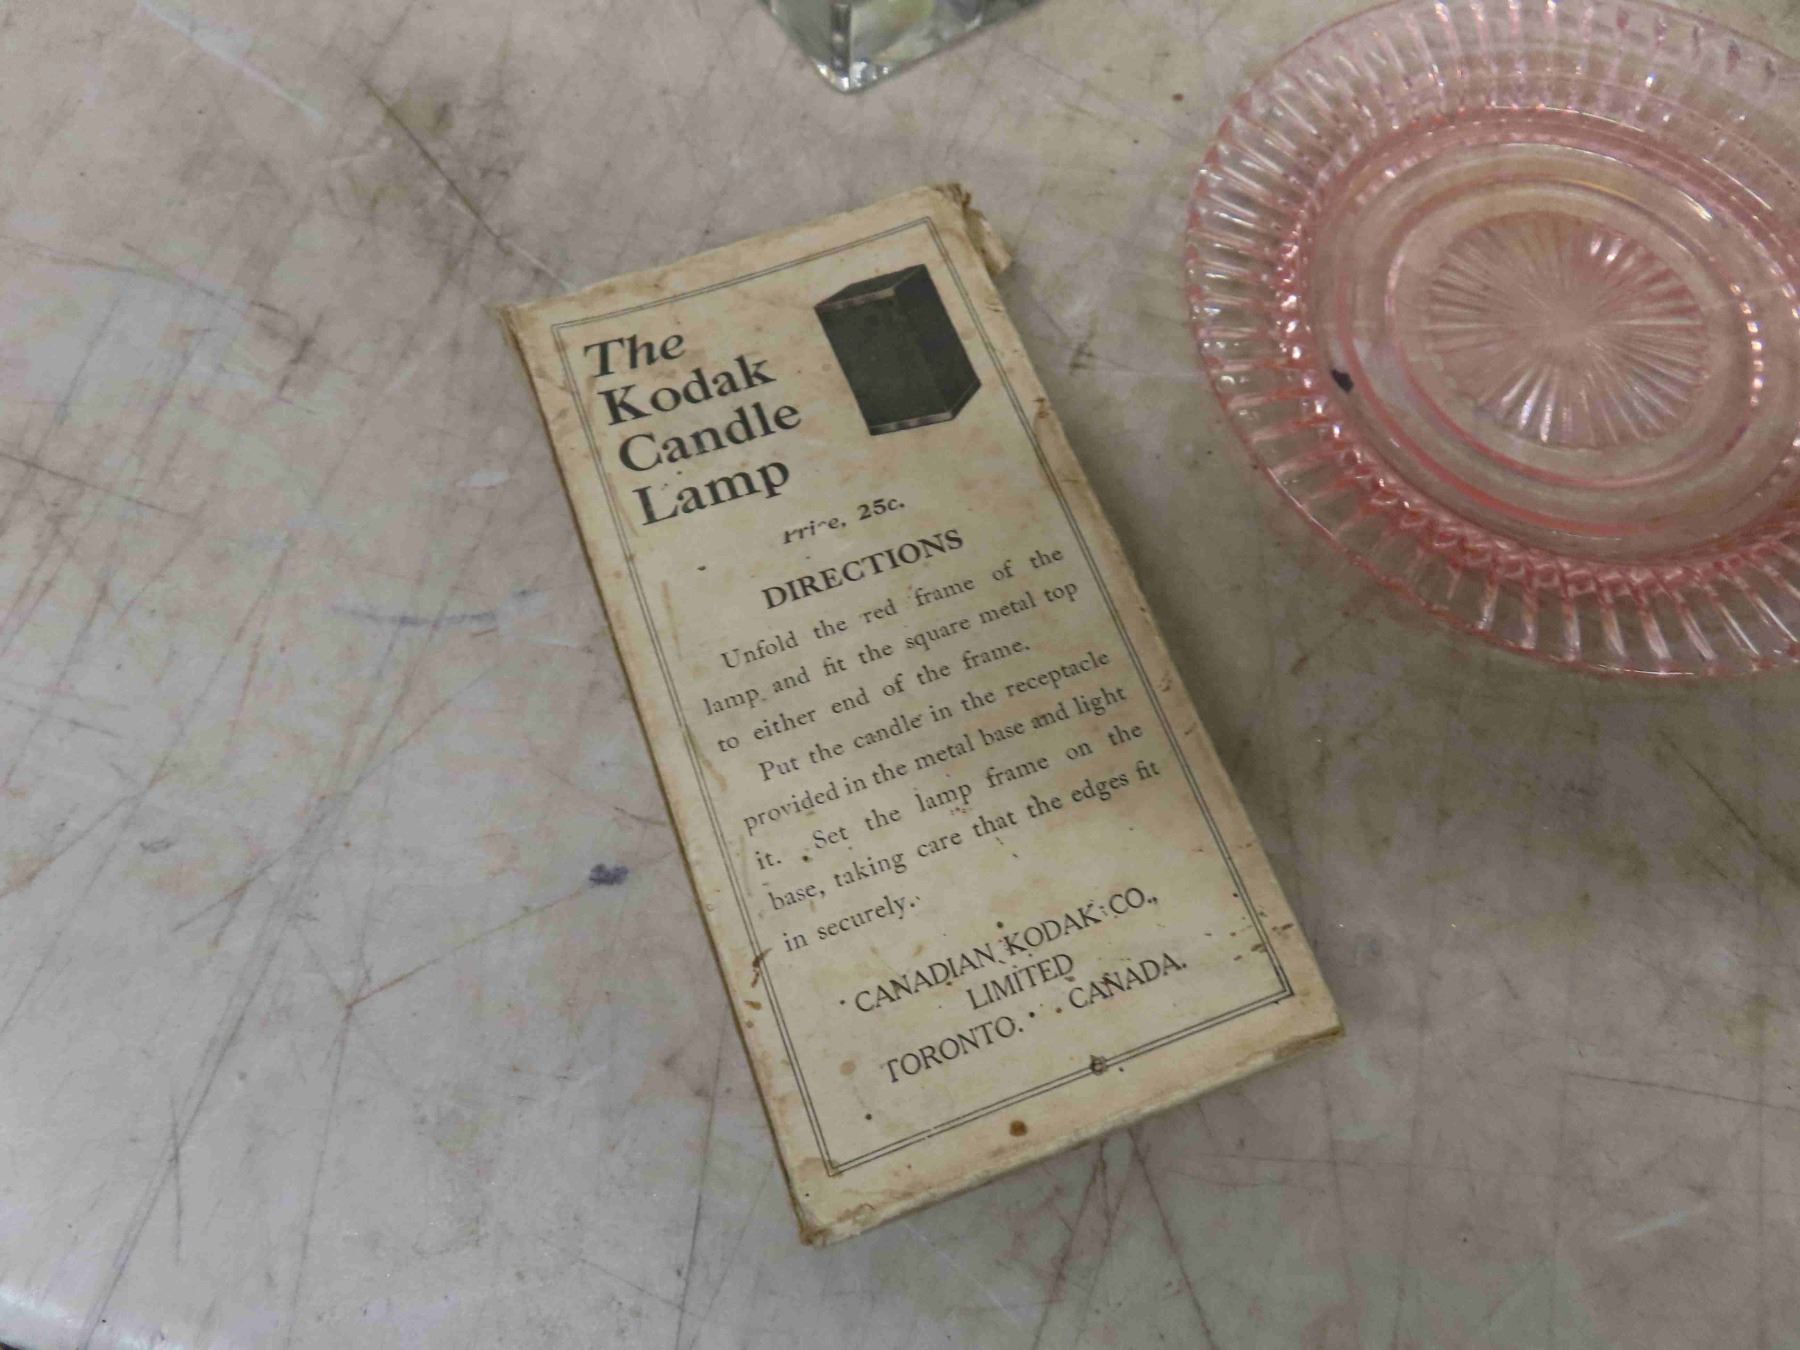 The
Kodak
Candle
Lamp
Price, 25c.
DIRECTIONS
Unfold the red frame of the
lamp and fit the square metal top
to either end of the frame.
Put the candle in the receptacle
provided in the metal base and light
it. Set the lamp frame on the
base, taking care that the edges fit
in securely.
CANADIAN KODAK CO.,
LIMITED
TORONTO. CANADA.